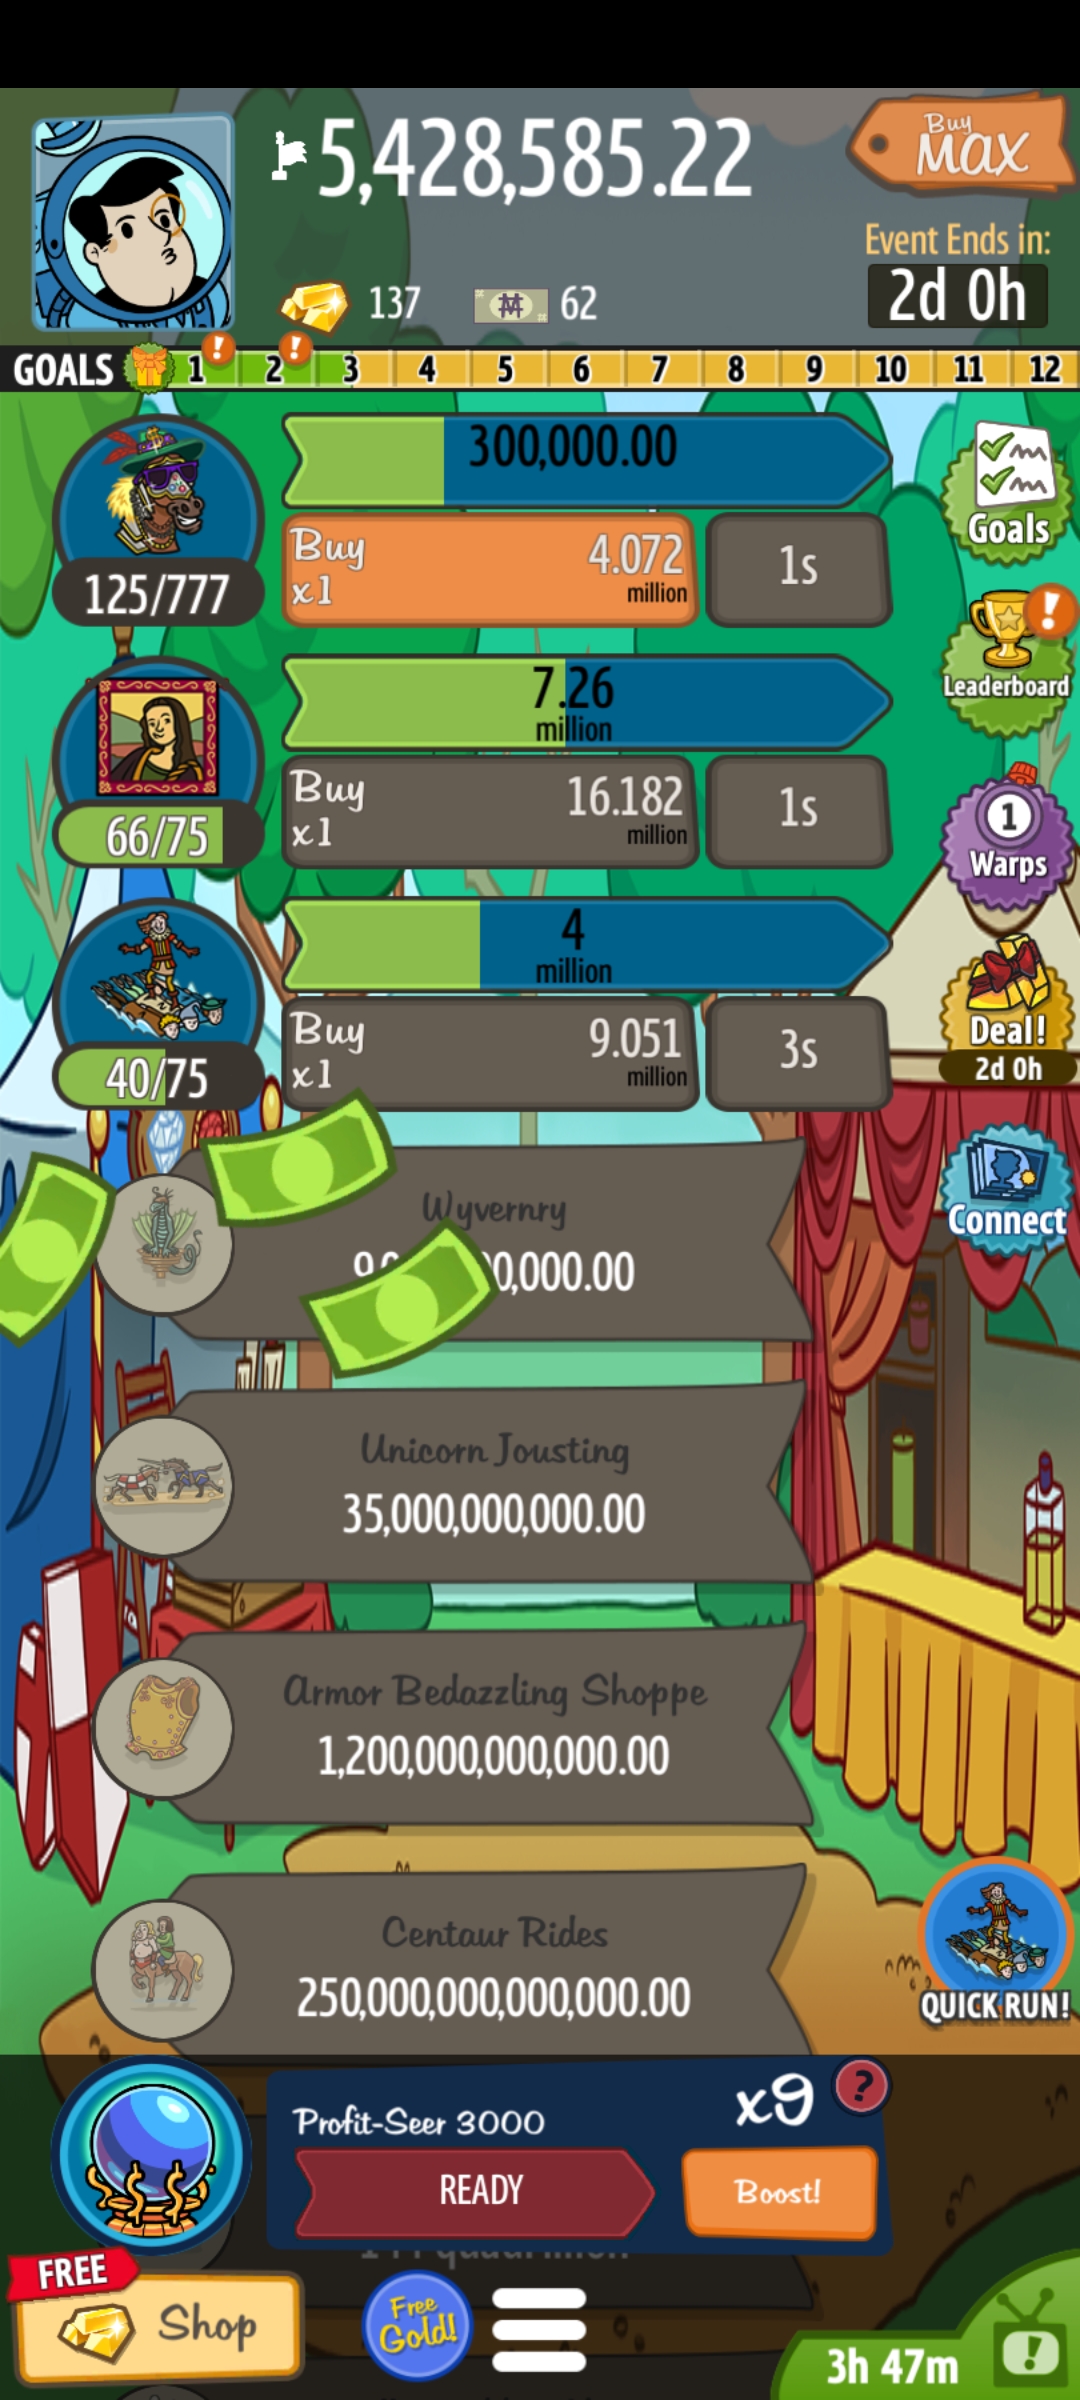 5,428,585.22
Buy
MAX
Event Ends in:
2d 0h
137
62
GOALS 1 ! 2 ! 3 4 5 6 7 8 9 10 11 12
300,000.00
Buy
x1
4.072
million
1s
125/777
Goals
7.26
million
Buy
x1
16.182
million
1s
66/75
!
Leaderboard
1
Warps
4
million
Buy
x1
9.051
million
3s
40/75
Deal!
2d 0h
Wyvernry
0,000.00
Connect
Unicorn Jousting
35,000,000,000.00
Armor Bedazzling Shoppe
1,200,000,000,000.00
Centaur Rides
250,000,000,000,000.00
QUICK RUN!
Profit-Seer 3000
x9
?
READY
Boost!
FREE
Shop
Free
Gold!
3h 47m
!